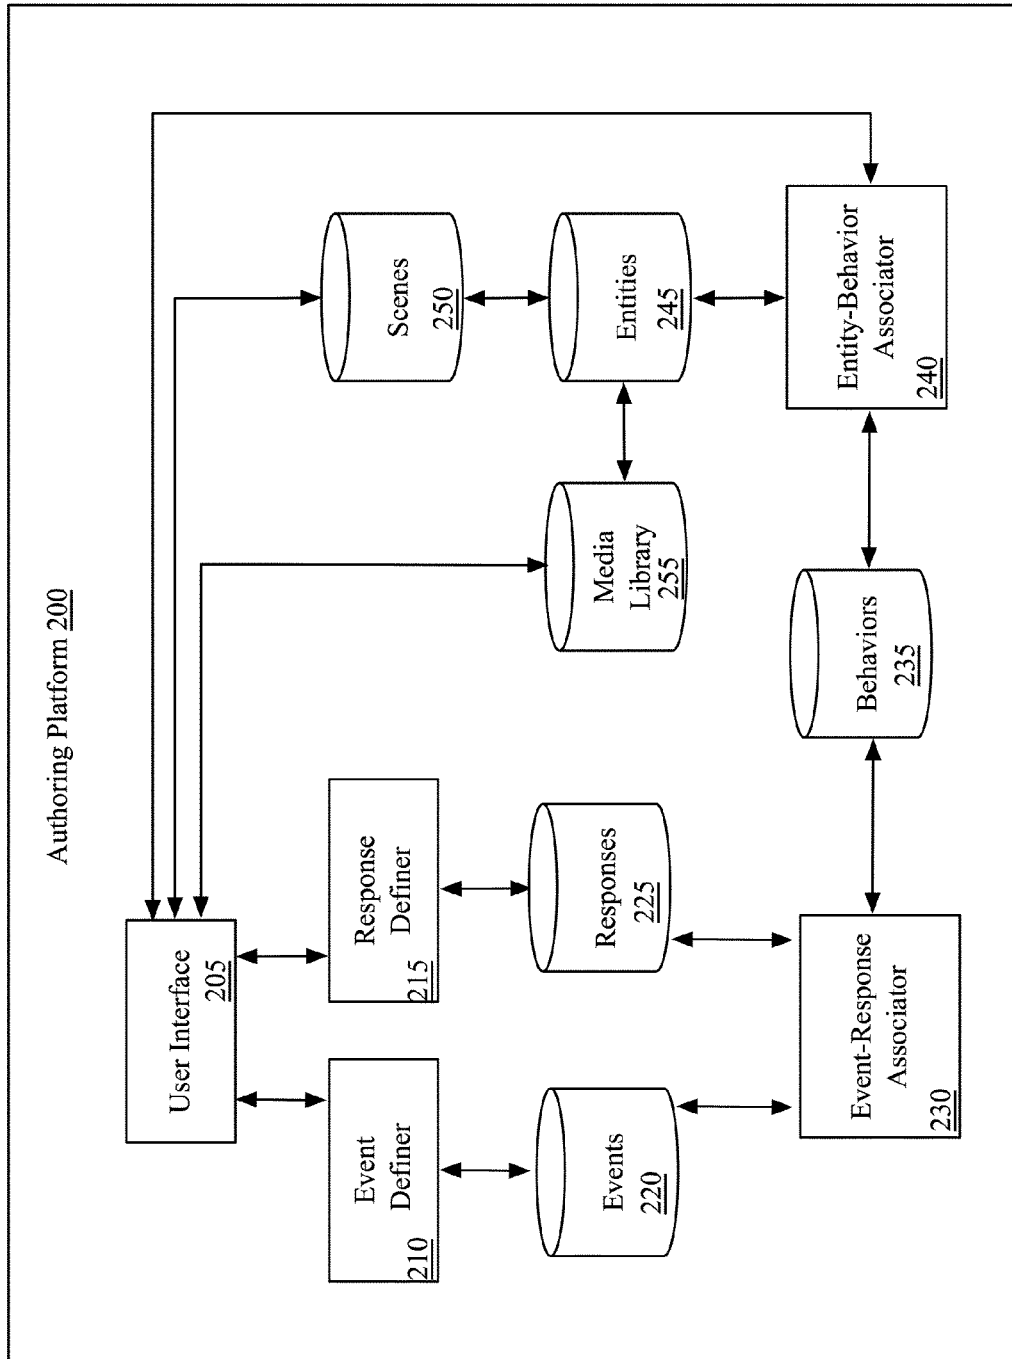 Authoring Platform 200
User Interface
205
Event
Definer
210
Response
Definer
215
Events
220
Responses
225
Media
Library
255
Scenes
250
Entities
245
Event-Response
Associator
230
Behaviors
235
Entity-Behavior
Associator
240